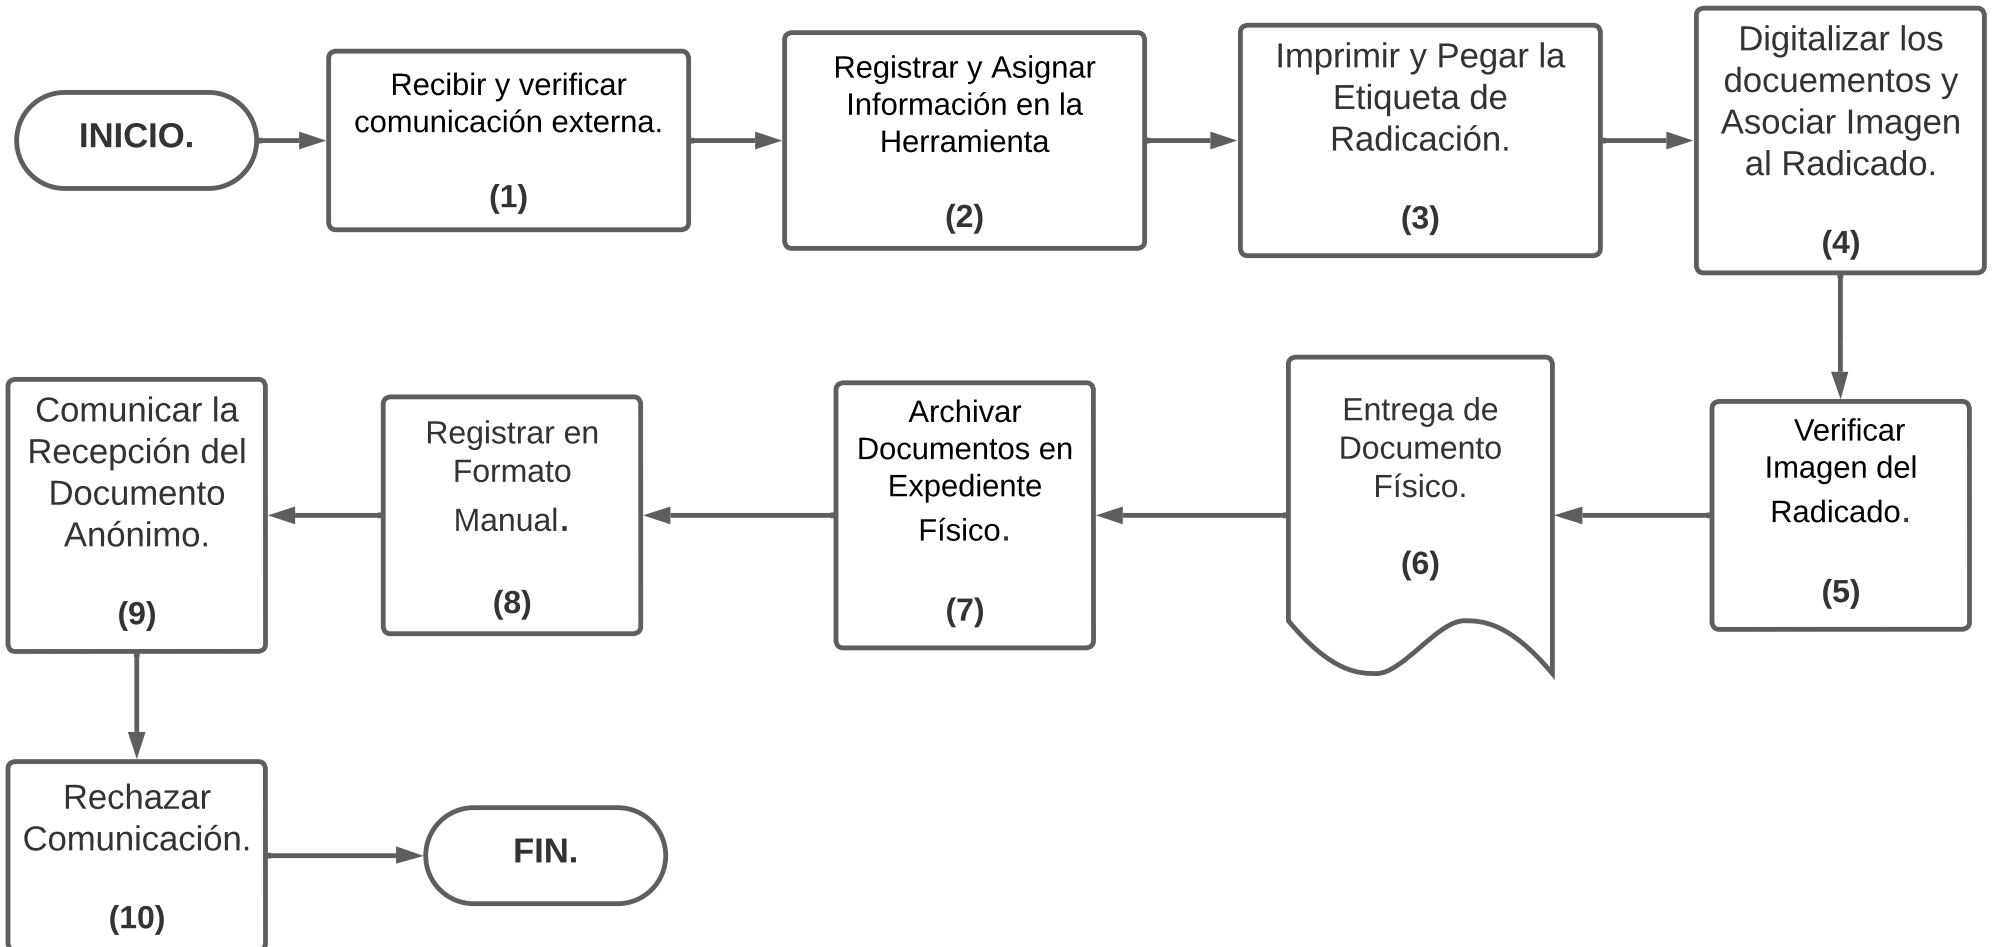 INICIO.
Recibir y verificar
comunicación externa.
(1)
Registrar y Asignar
Información en la
Herramienta
(2)
Imprimir y Pegar la
Etiqueta de
Radicación.
(3)
Digitalizar los
docuementos y
Asociar Imagen
al Radicado.
(4)
Verificar
Imagen del
Radicado.
(5)
Entrega de
Documento
Físico.
(6)
Archivar
Documentos en
Expediente
Físico.
(7)
Registrar en
Formato
Manual.
(8)
Comunicar la
Recepción del
Documento
Anónimo.
(9)
Rechazar
Comunicación.
(10)
FIN.